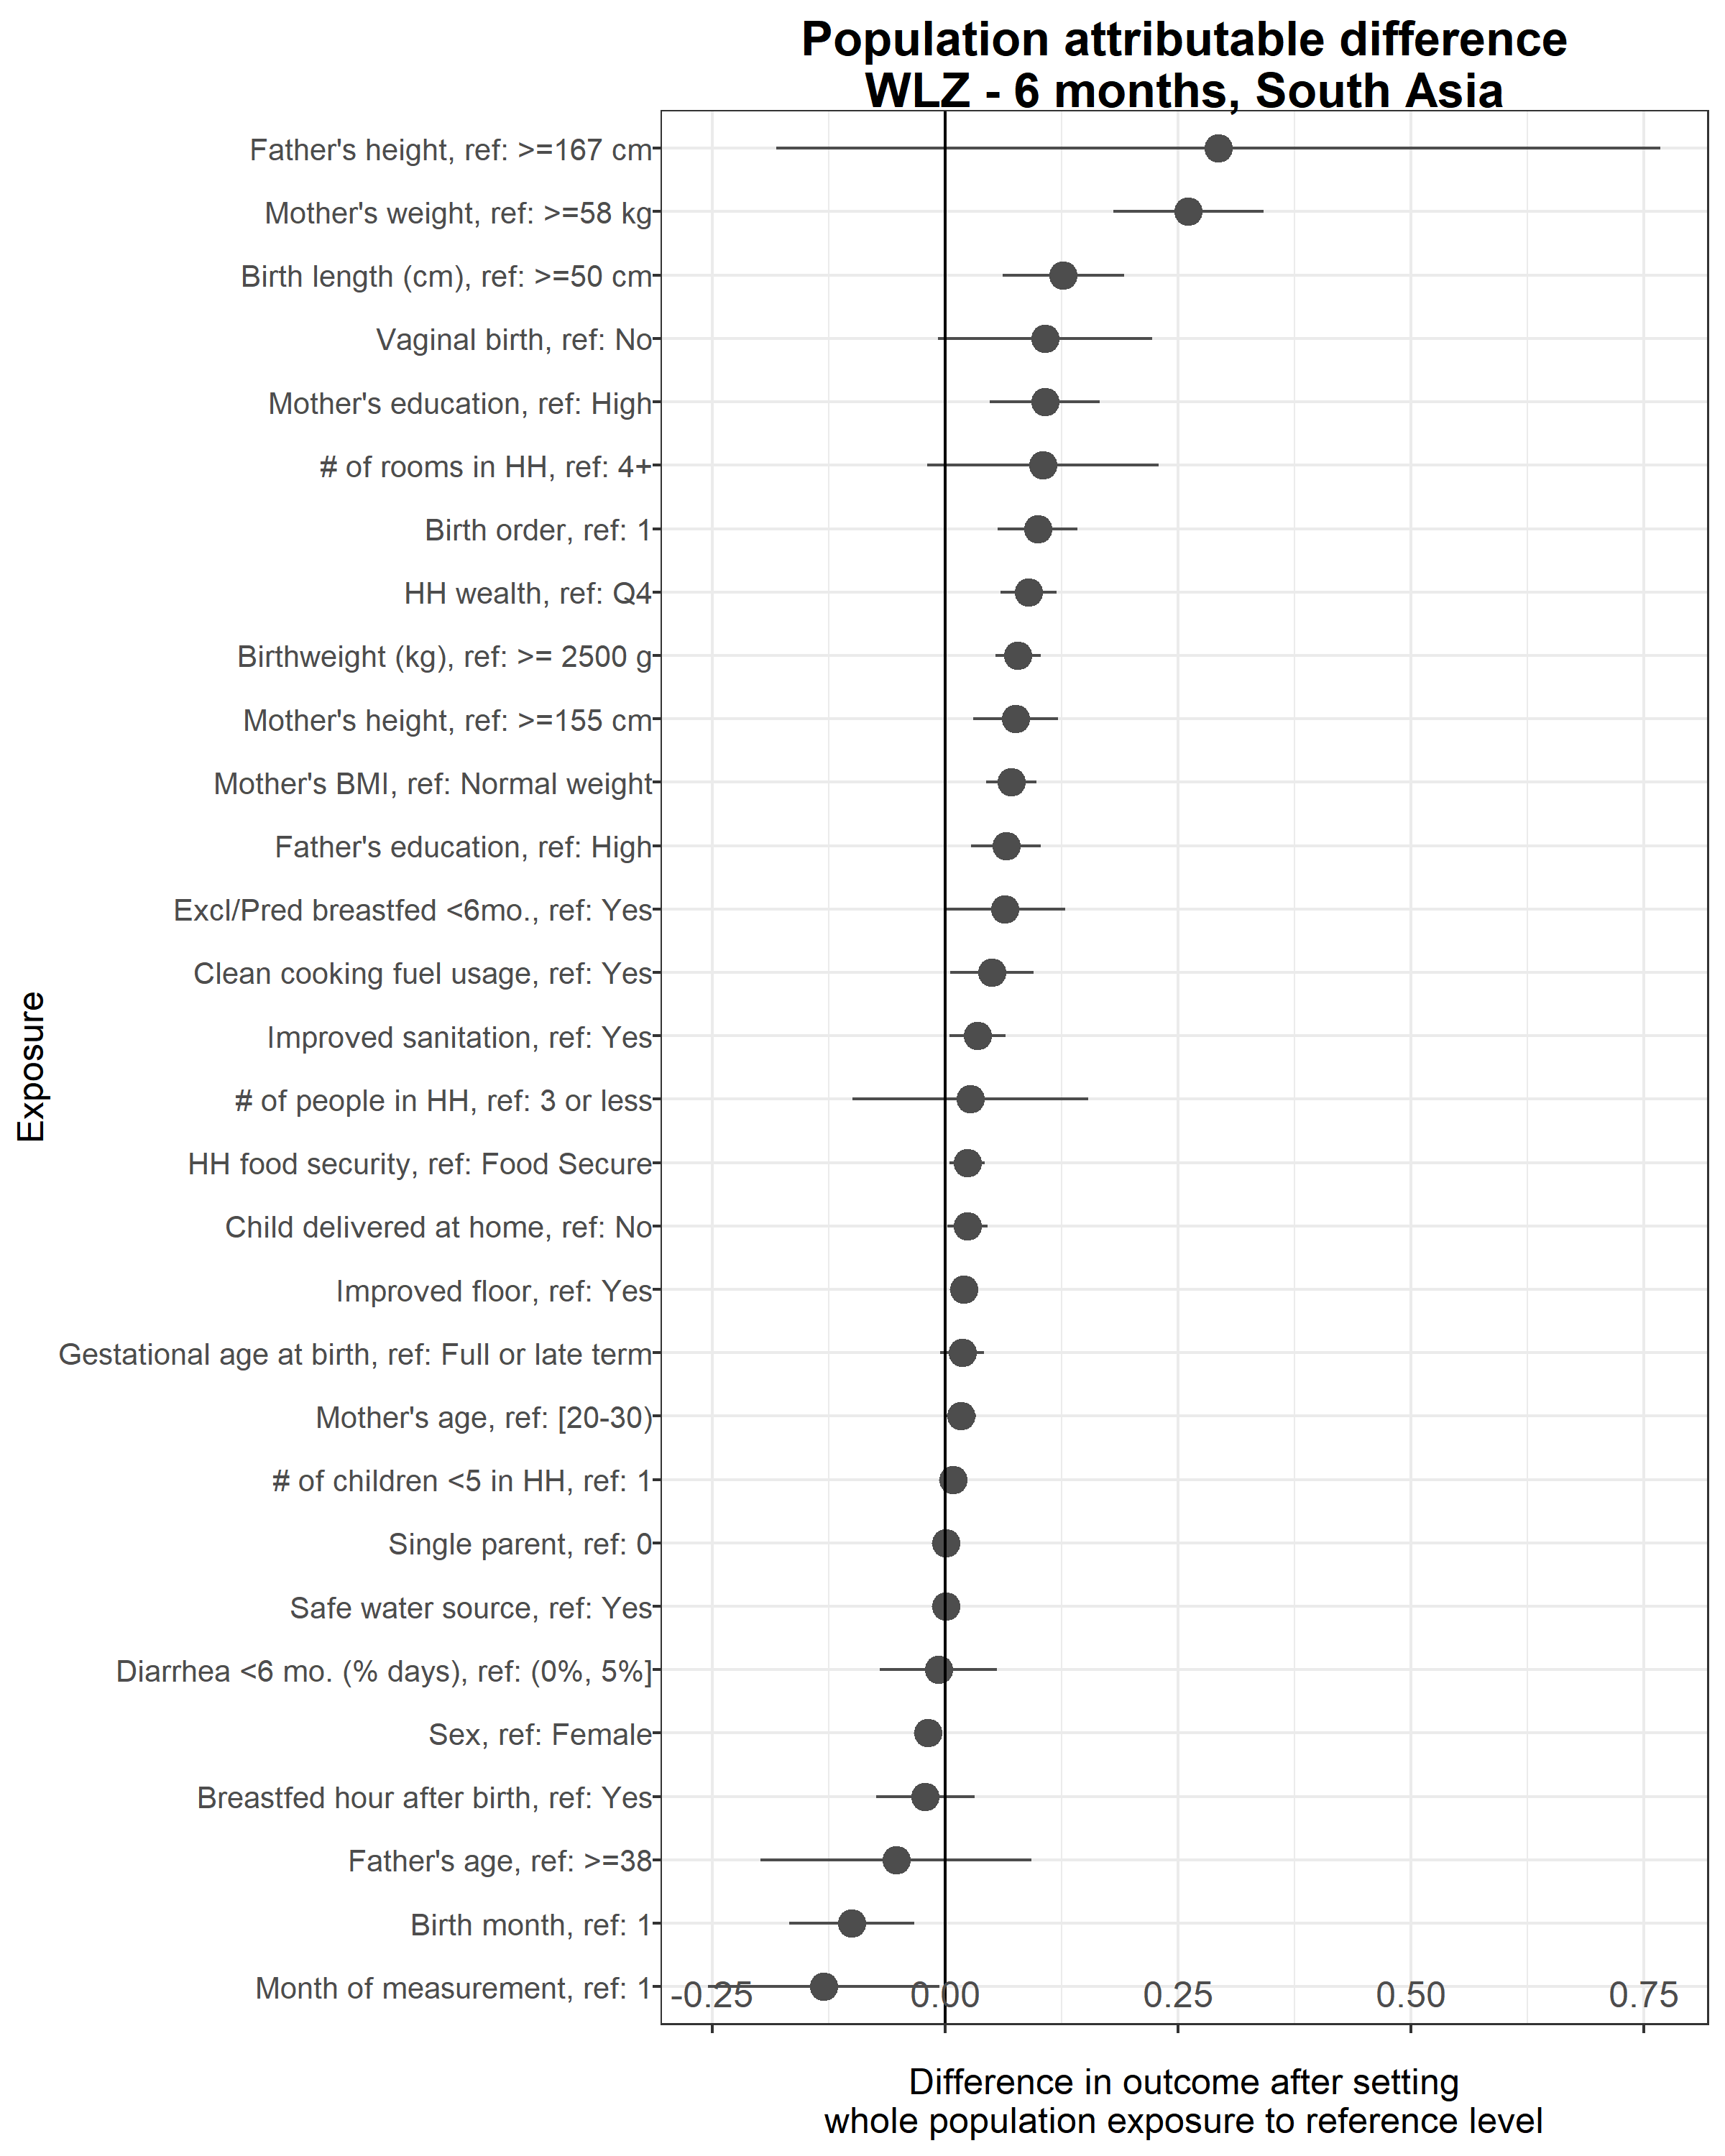 Population attributable difference
WLZ - 6 months, South Asia
Father's height, ref: >=167 cm
Mother's weight, ref: >=58 kg
Birth length (cm), ref: >=50 cm
Vaginal birth, ref: No
Mother's education, ref: High
# of rooms in HH, ref: 4+
Birth order, ref: 1
HH wealth, ref: Q4
Birthweight (kg), ref: >= 2500 g
Mother's height, ref: >=155 cm
Mother's BMI, ref: Normal weight
Father's education, ref: High
Excl/Pred breastfed <6mo., ref: Yes
Clean cooking fuel usage, ref: Yes
Improved sanitation, ref: Yes
# of people in HH, ref: 3 or less
HH food security, ref: Food Secure
Child delivered at home, ref: No
Improved floor, ref: Yes
Gestational age at birth, ref: Full or late term
Mother's age, ref: [20-30)
# of children <5 in HH, ref: 1
Single parent, ref: 0
Safe water source, ref: Yes
Diarrhea <6 mo. (% days), ref: (0%, 5%]
Sex, ref: Female
Breastfed hour after birth, ref: Yes
Father's age, ref: >=38
Birth month, ref: 1
Month of measurement, ref: 1
Exposure
-0.25 0.00 0.25 0.50 0.75
Difference in outcome after setting
whole population exposure to reference level